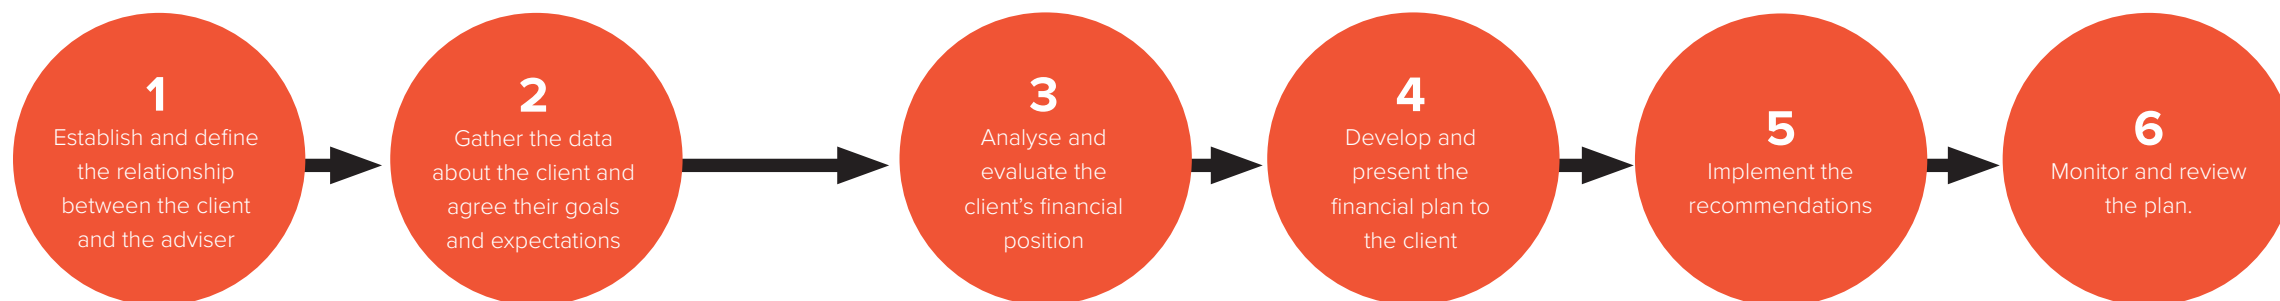 1
Establish and define
the relationship
between the client
and the adviser
2
Gather the data
about the client and
agree their goals
and expectations
3
Analyse and
evaluate the
client’s financial
position
4
Develop and
present the
financial plan to
the client
5
Implement the
recommendations
6
Monitor and review
the plan.